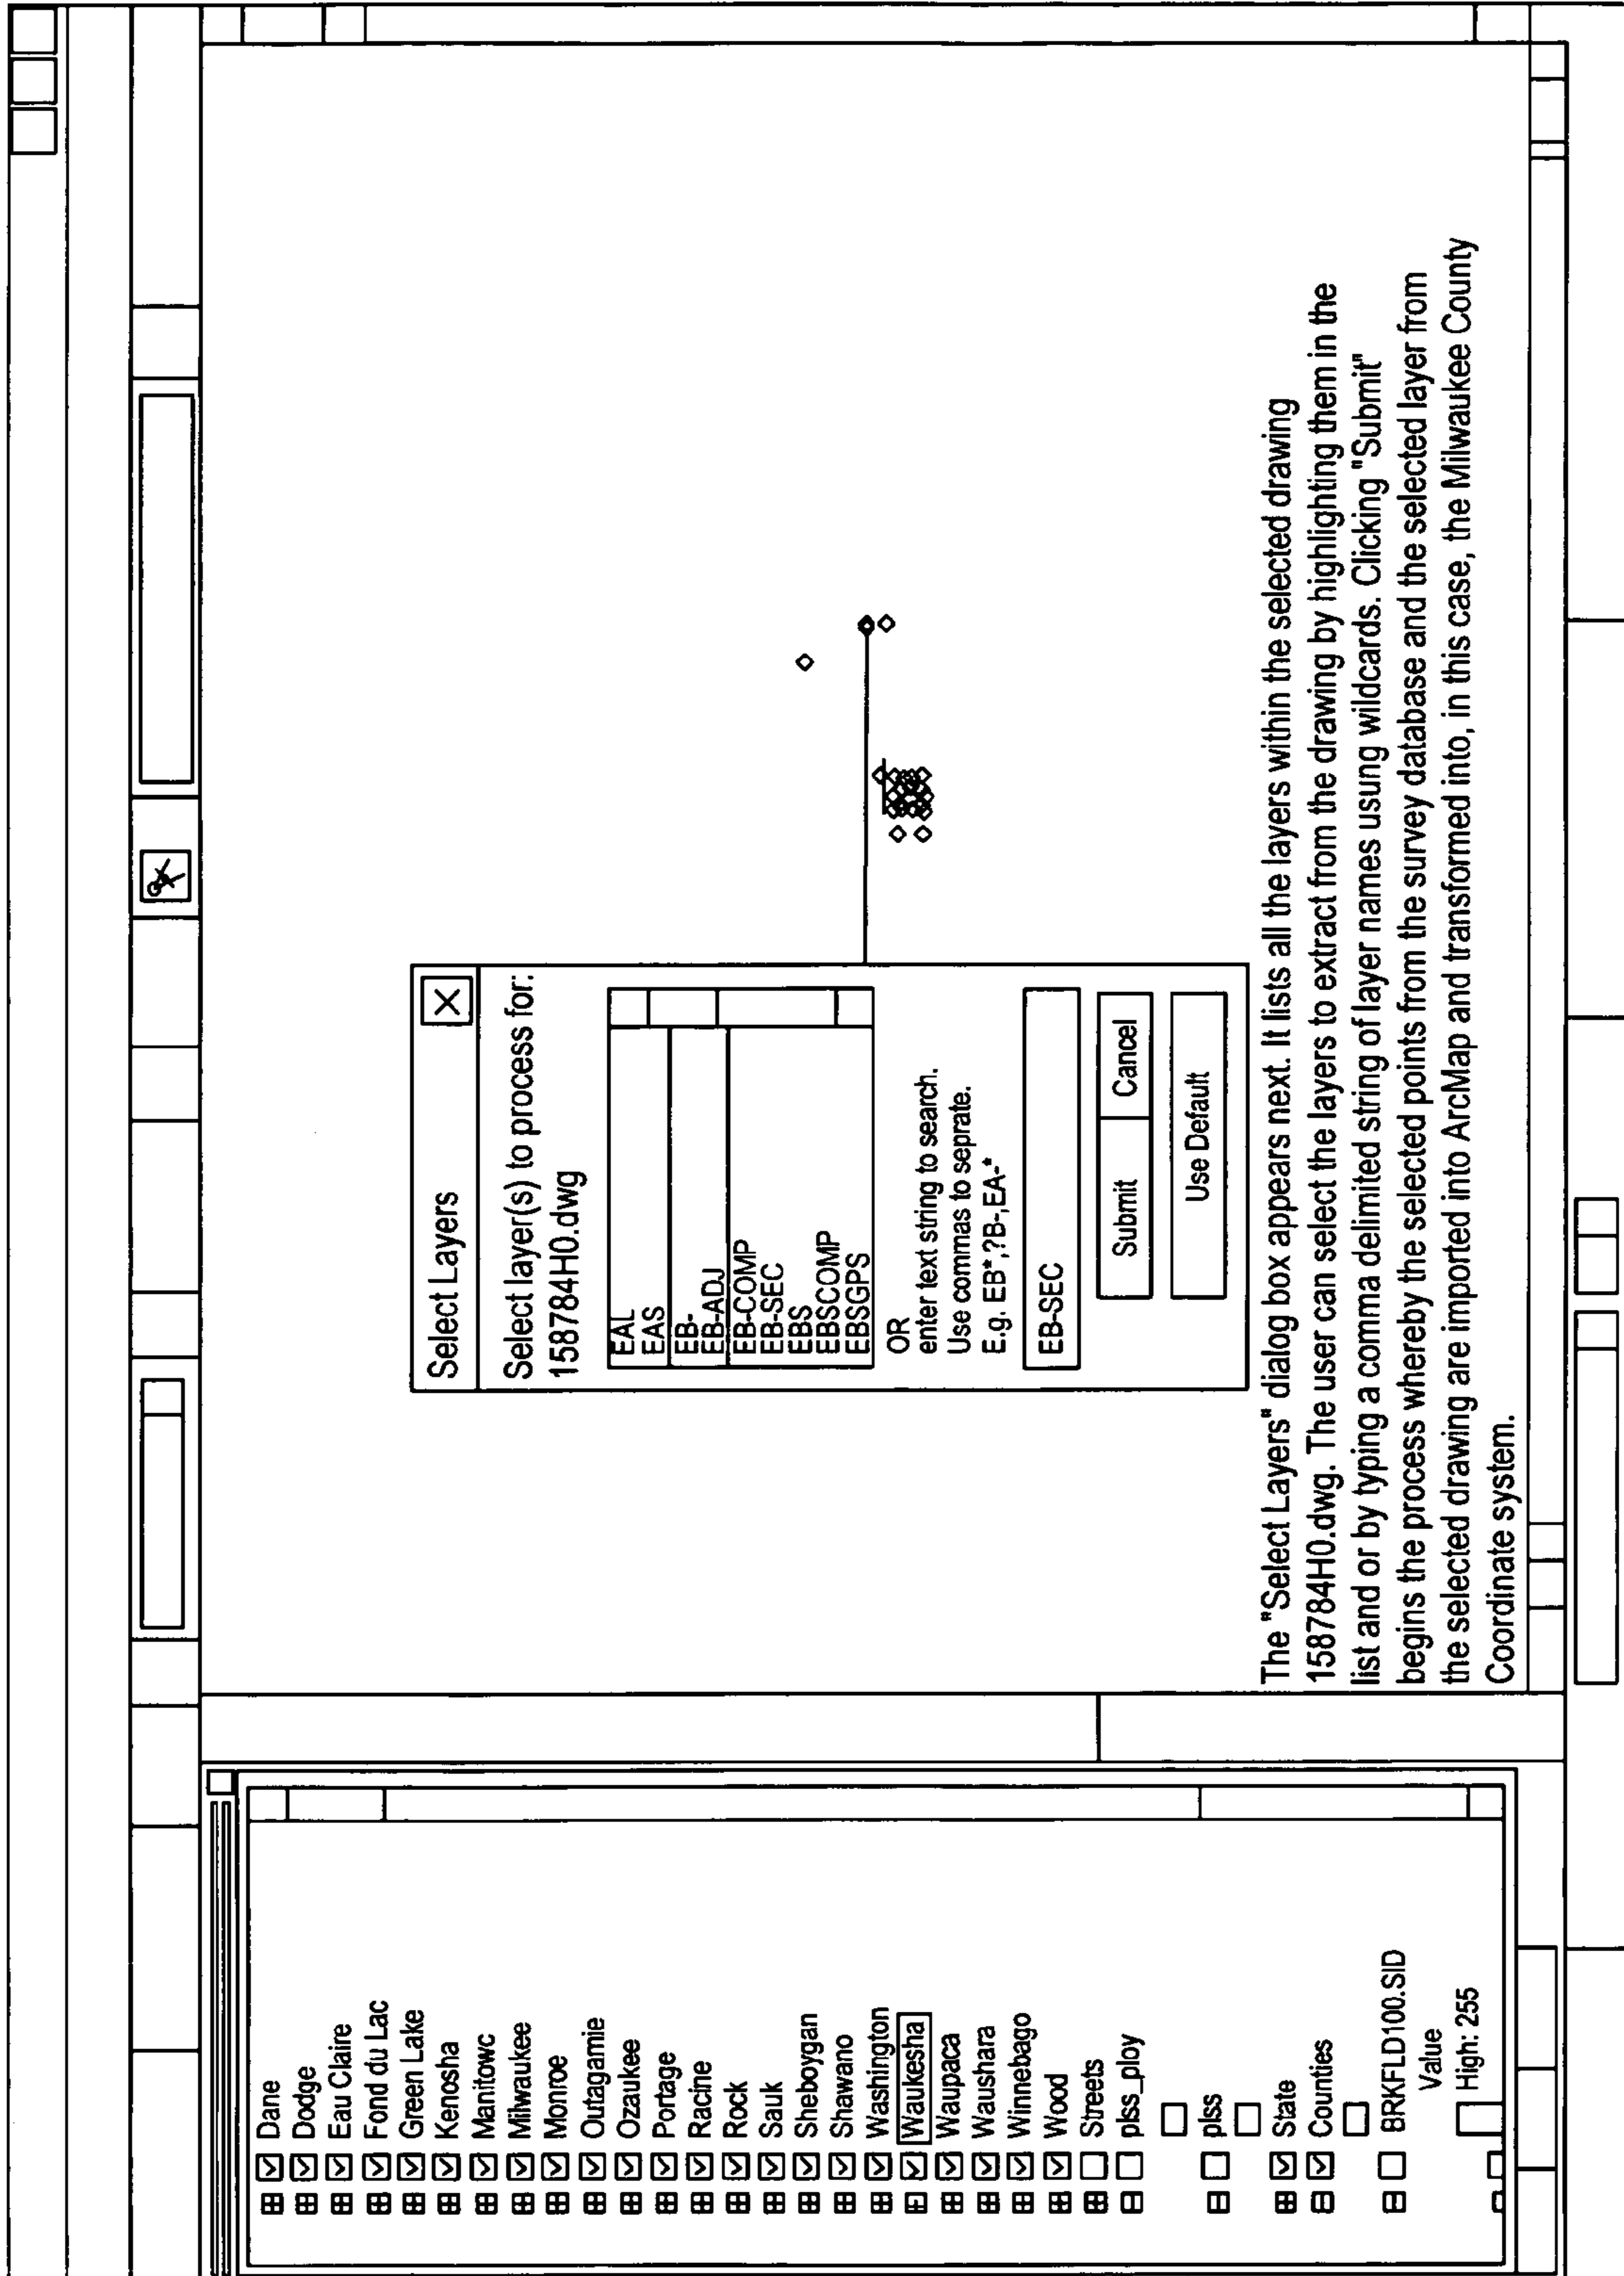 Dane
Dodge
Eau Claire
Fond du Lac
Green Lake
Kenosha
Manitowc
Milwaukee
Monroe
Outagamie
Ozaukee
Portage
Racine
Rock
Sauk
Sheboygan
Shawano
Washington
Waukesha
Waupaca
Waushara
Winnebago
Wood
Streets
plss_ploy
plss
State
Counties
BRKFLD100.SID
Value
High: 255
Select Layers
Select layer(s) to process for:
158784H0.dwg
EAL
EAS
EB-
EB-ADJ
EB-COMP
EB-SEC
EBS
EBSCOMP
EBSGPS
OR
enter text string to search.
Use commas to seprate.
E.g. EB*,?B-,EA-*
EB-SEC
Submit
Cancel
Use Default
The "Select Layers" dialog box appears next. It lists all the layers within the selected drawing
158784H0.dwg. The user can select the layers to extract from the drawing by highlighting them in the
list and or by typing a comma delimited string of layer names usung wildcards. Clicking "Submit"
begins the process whereby the selected points from the survey database and the selected layer from
the selected drawing are imported into ArcMap and transformed into, in this case, the Milwaukee County
Coordinate system.